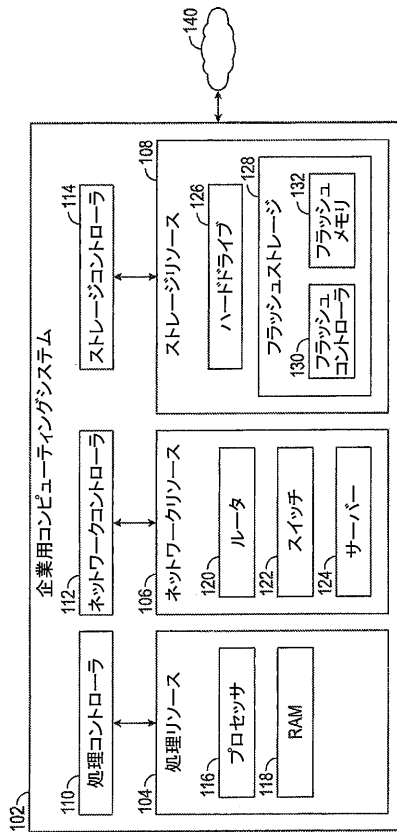 102
企業用コンピューティングシステム
140
110
処理コントローラ
112
ネットワークコントローラ
114
ストレージコントローラ
104
処理リソース
116
プロセッサ
118
RAM
106
ネットワークリソース
120
ルータ
122
スイッチ
124
サーバー
108
ストレージリソース
126
ハードドライブ
128
フラッシュストレージ
130
フラッシュ
コントローラ
132
フラッシュ
メモリ